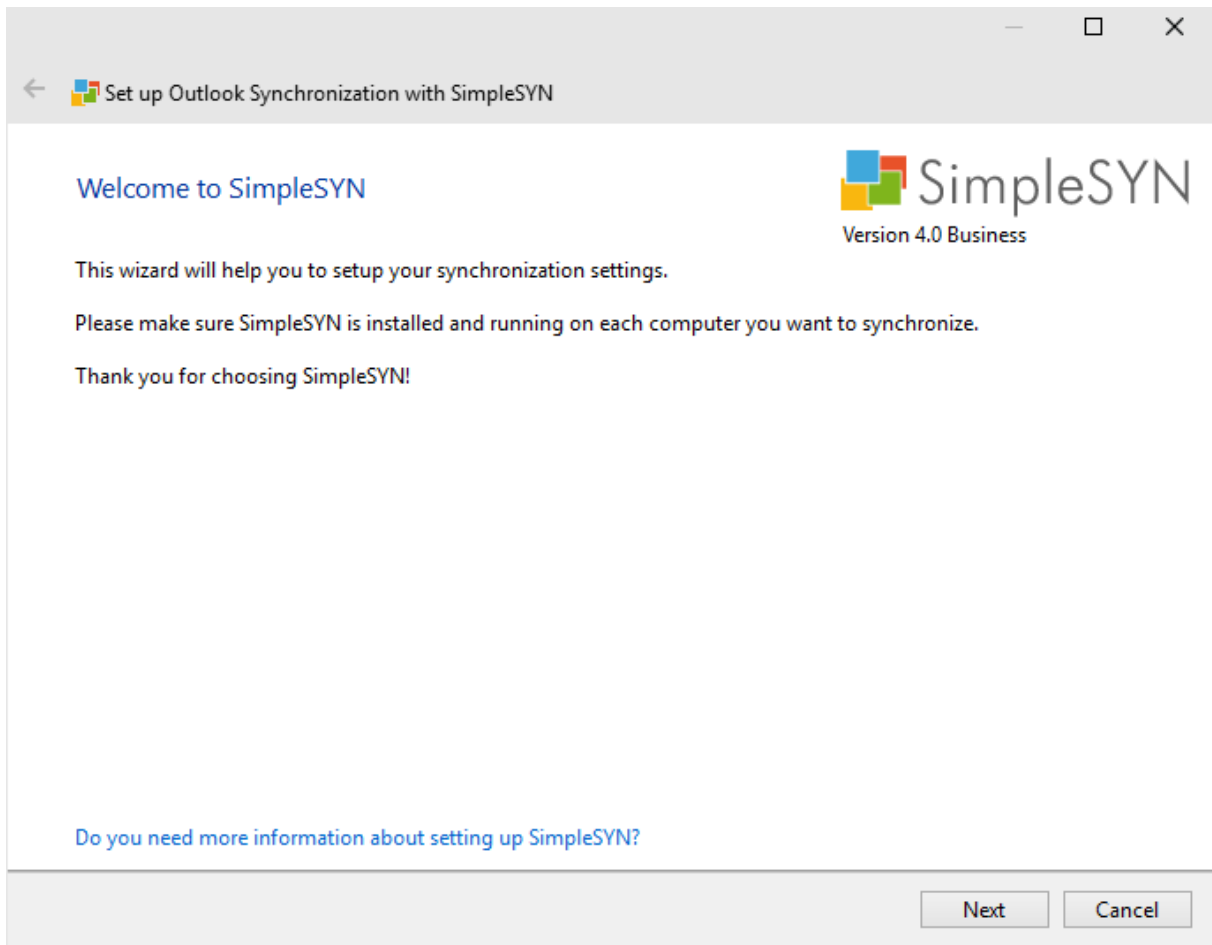 Set up Outlook Synchronization with SimpleSYN
Welcome to SimpleSYN
SimpleSYN
Version 4.0 Business
This wizard will help you to setup your synchronization settings.
Please make sure SimpleSYN is installed and running on each computer you want to synchronize.
Thank you for choosing SimpleSYN!
Do you need more information about setting up SimpleSYN?
Next
Cancel